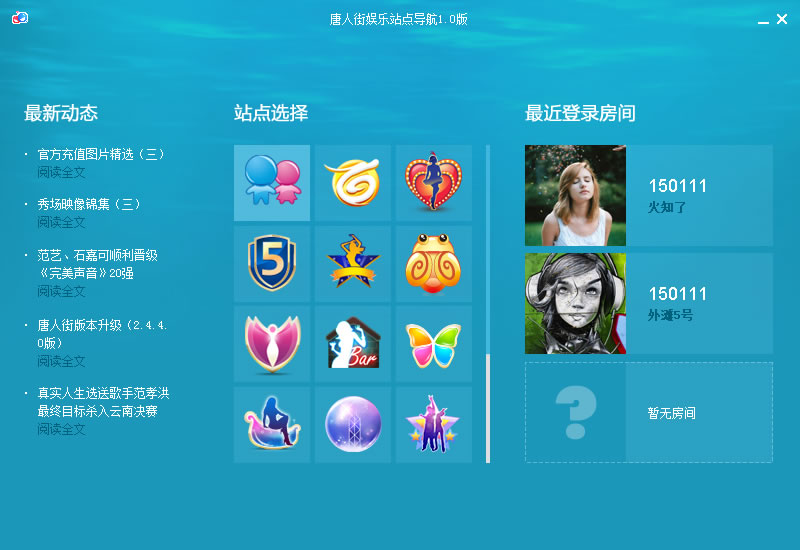 唐人街娱乐站点导航1.0版
最新动态
· 官方充值图片精选（三）
阅读全文
· 秀场映像锦集（三）
阅读全文
· 范艺、石嘉可顺利晋级
《完美声音》20强
阅读全文
· 唐人街版本升级（2.4.4.
0版）
阅读全文
· 真实人生选送歌手范孝洪
最终目标杀入云南决赛
阅读全文
站点选择
5
Bar
最近登录房间
150111
火知了
150111
外滩5号
?
暂无房间